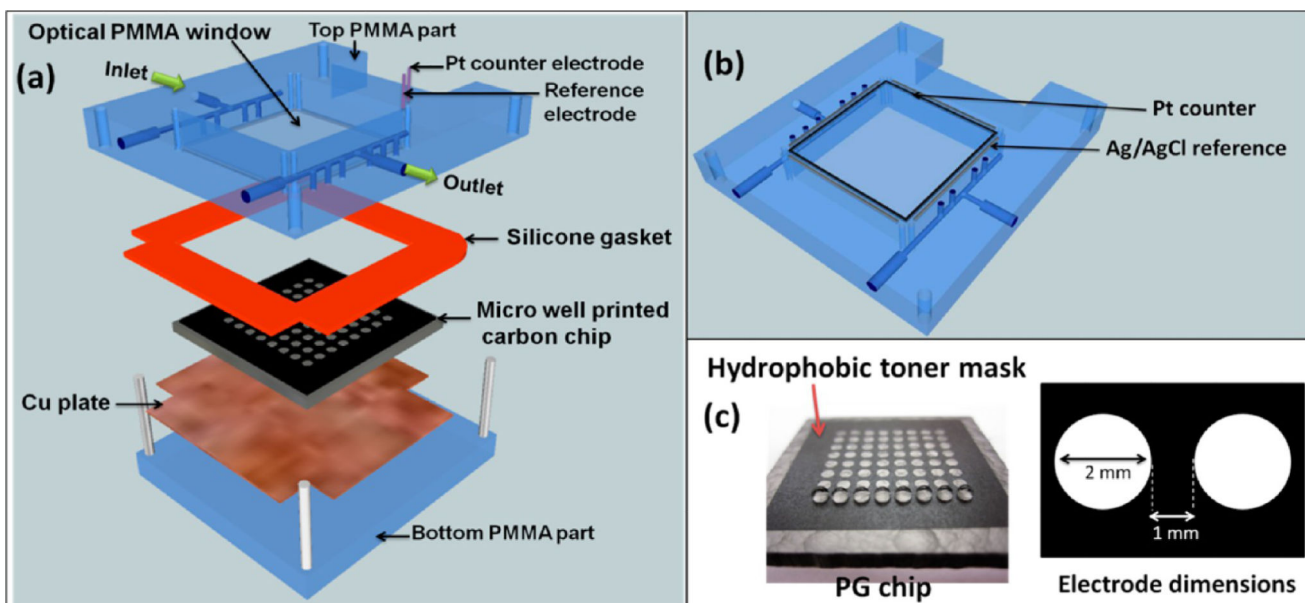 (a)
Optical PMMA window
Top PMMA part
Inlet
Pt counter electrode
Reference
electrode
Outlet
Silicone gasket
Micro well printed
carbon chip
Cu plate
Bottom PMMA part
(b)
Pt counter
Ag/AgCl reference
Hydrophobic toner mask
(c)
2 mm
1 mm
PG chip
Electrode dimensions